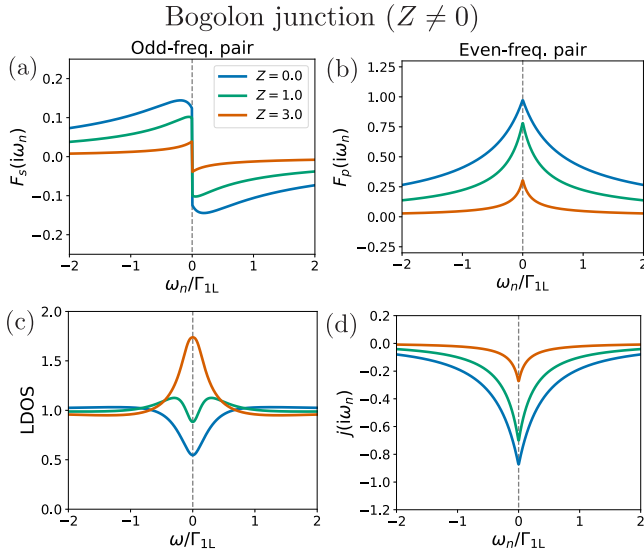 Bogolon junction (Z ≠ 0)
Odd-freq. pair
Even-freq. pair
(a)
(b)
Z = 0.0
Z = 1.0
Z = 3.0
F_s(iω_n)
0.2
0.1
0.0
−0.1
−0.2
−2
−1
0
1
2
ω_n/Γ_1L
F_p(iω_n)
1.25
1.00
0.75
0.50
0.25
0.00
−0.25
−2
−1
0
1
2
ω_n/Γ_1L
(c)
(d)
LDOS
2.0
1.5
1.0
0.5
0.0
−2
−1
0
1
2
ω/Γ_1L
j(iω_n)
0.2
0.0
−0.2
−0.4
−0.6
−0.8
−1.0
−1.2
−2
−1
0
1
2
ω_n/Γ_1L